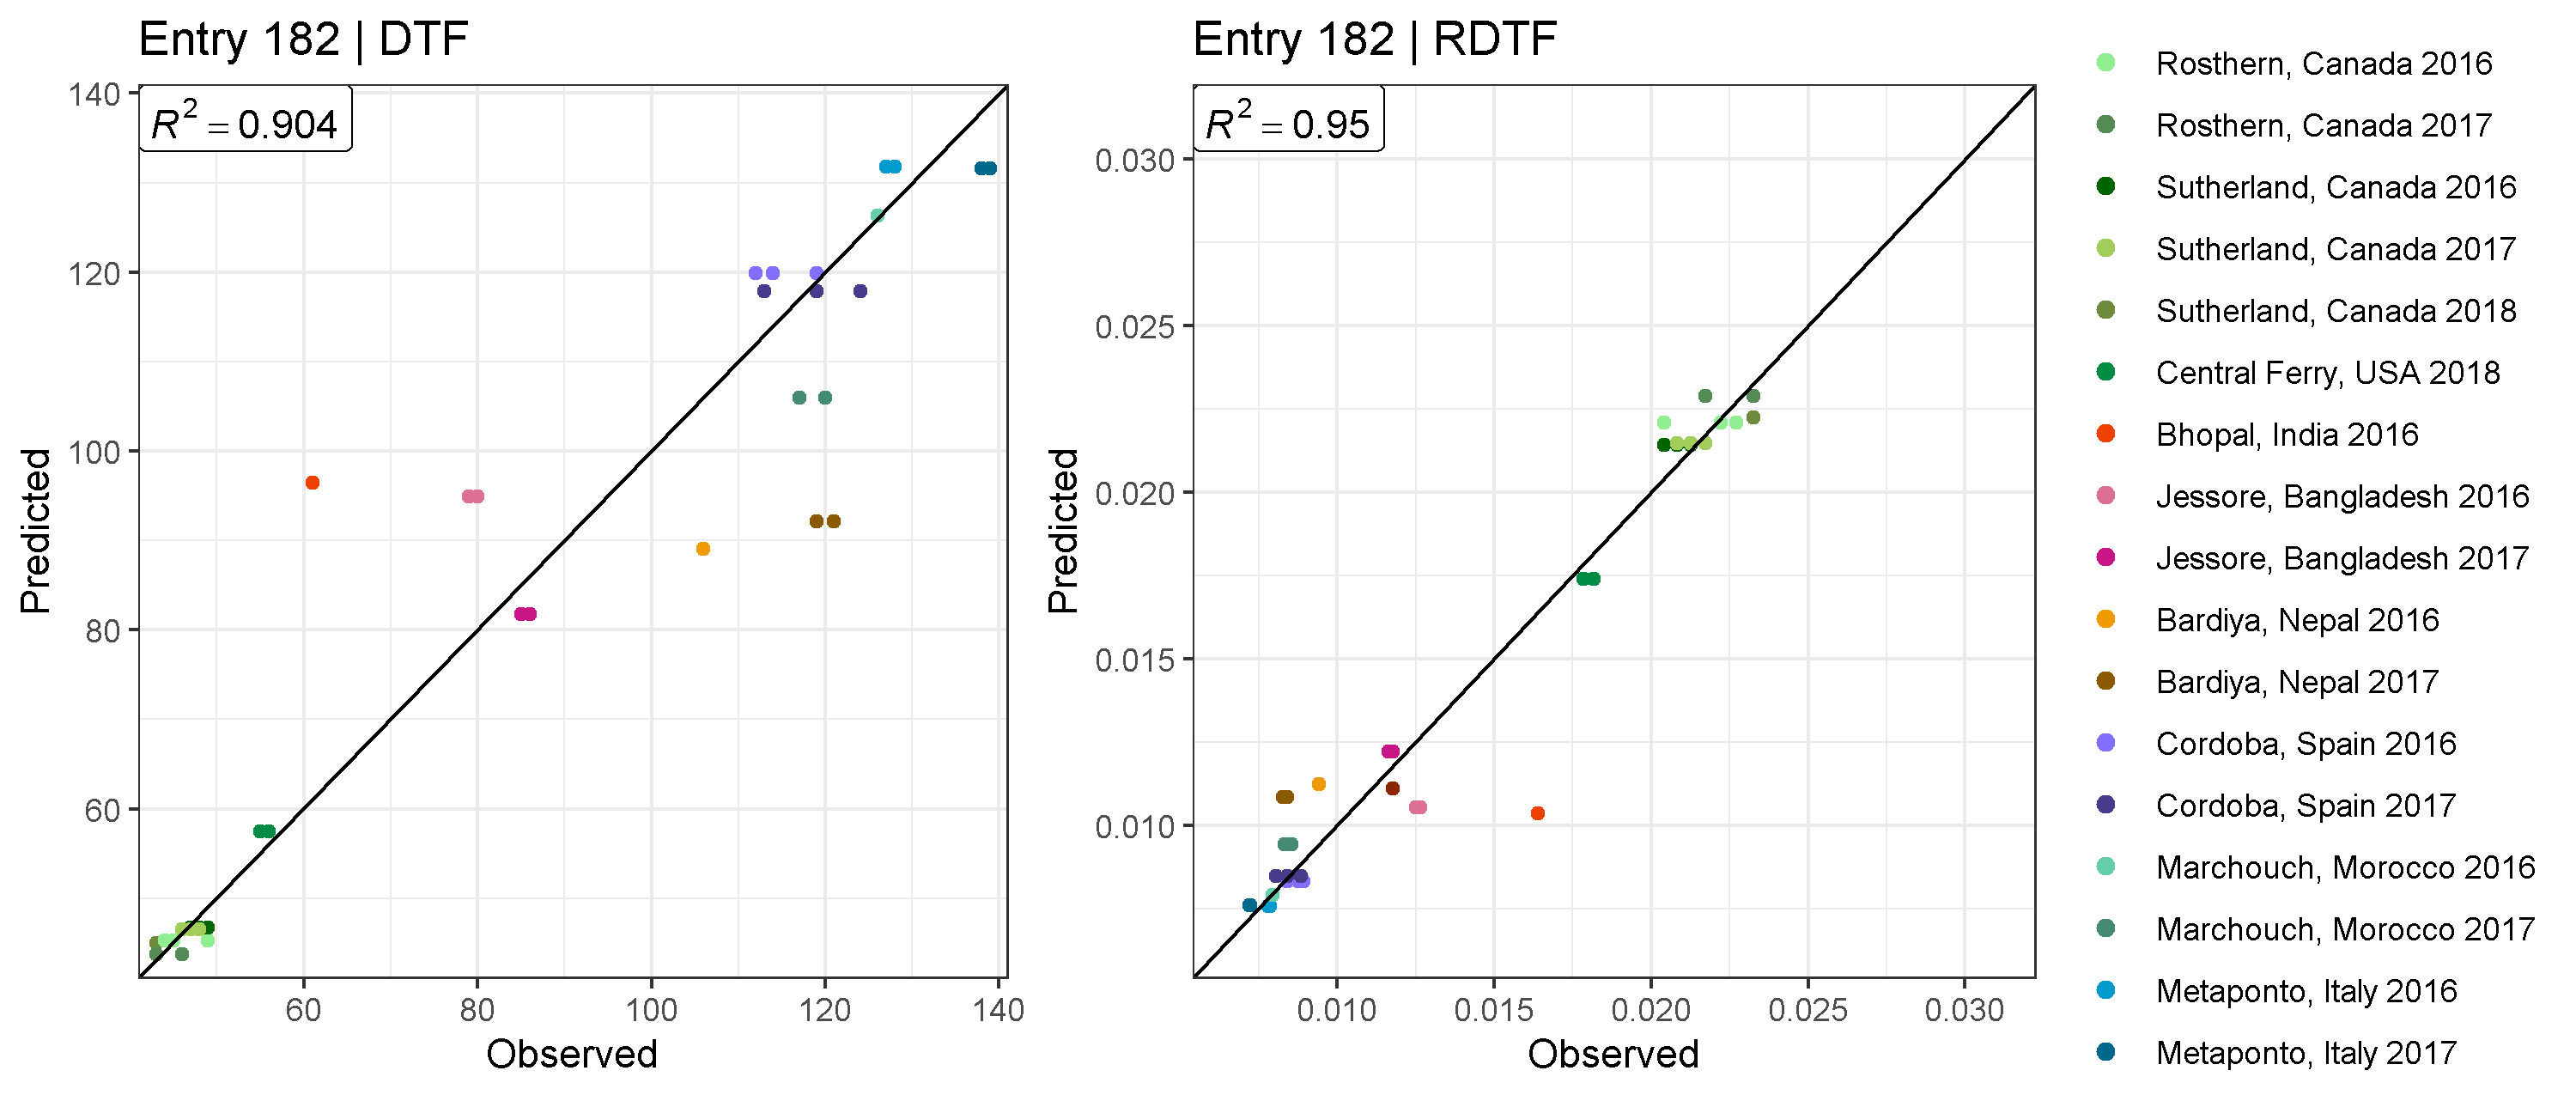 Entry 182 | DTF
R² = 0.904
140
120
100
80
60
60
80
100
120
140
Observed
Predicted
Entry 182 | RDTF
R² = 0.95
0.030
0.025
0.020
0.015
0.010
0.010
0.015
0.020
0.025
0.030
Observed
Predicted
Rosthern, Canada 2016
Rosthern, Canada 2017
Sutherland, Canada 2016
Sutherland, Canada 2017
Sutherland, Canada 2018
Central Ferry, USA 2018
Bhopal, India 2016
Jessore, Bangladesh 2016
Jessore, Bangladesh 2017
Bardiya, Nepal 2016
Bardiya, Nepal 2017
Cordoba, Spain 2016
Cordoba, Spain 2017
Marchouch, Morocco 2016
Marchouch, Morocco 2017
Metaponto, Italy 2016
Metaponto, Italy 2017